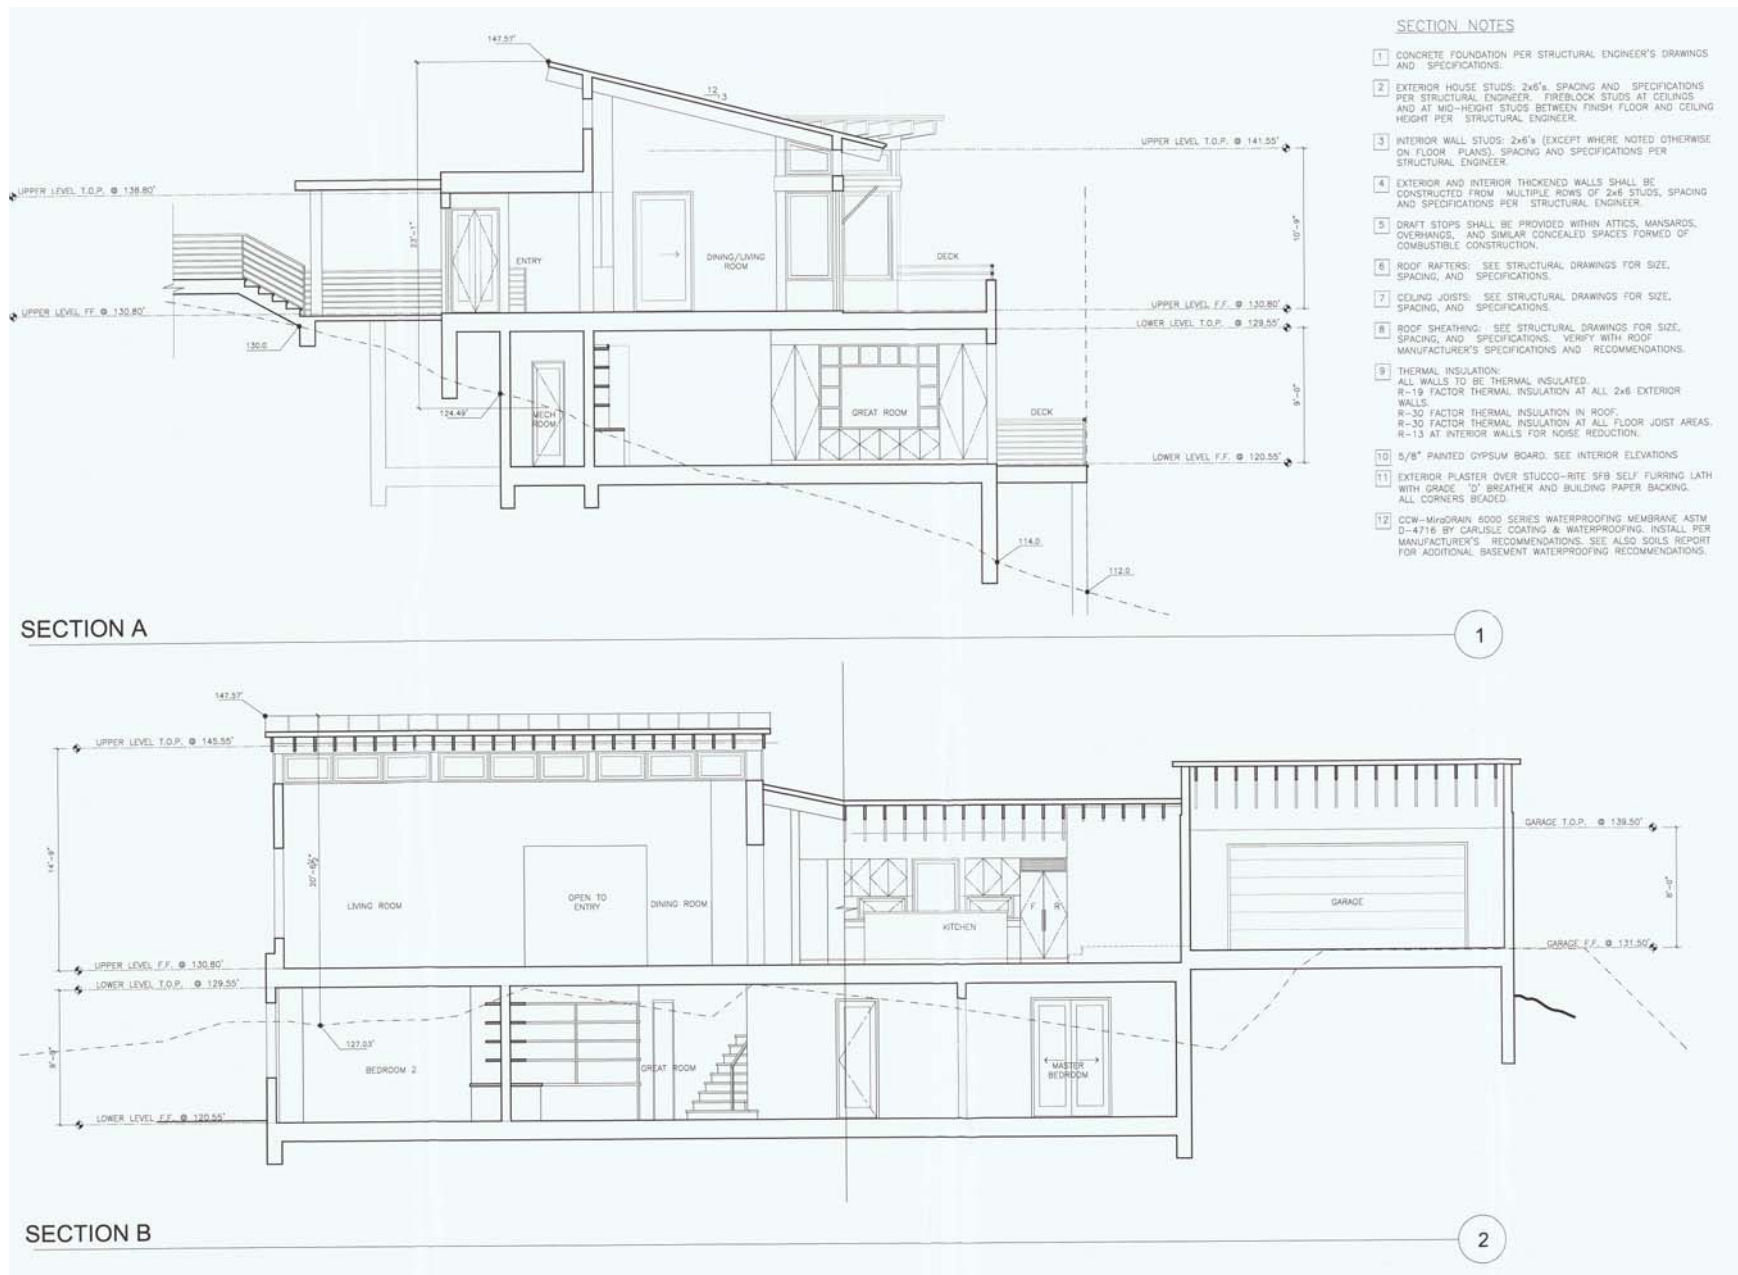 SECTION NOTES
1 CONCRETE FOUNDATION PER STRUCTURAL ENGINEER'S DRAWINGS
AND SPECIFICATIONS.
2 EXTERIOR HOUSE STUDS: 2x6's. SPACING AND SPECIFICATIONS
PER STRUCTURAL ENGINEER. FIREBLOCK STUDS AT CEILINGS
AND AT MID-HEIGHT STUDS BETWEEN FINISH FLOOR AND CEILING
HEIGHT PER STRUCTURAL ENGINEER.
3 INTERIOR WALL STUDS: 2x6's (EXCEPT WHERE NOTED OTHERWISE
ON FLOOR PLANS). SPACING AND SPECIFICATIONS PER
STRUCTURAL ENGINEER.
4 EXTERIOR AND INTERIOR THICKENED WALLS SHALL BE
CONSTRUCTED FROM MULTIPLE ROWS OF 2x6 STUDS, SPACING
AND SPECIFICATIONS PER STRUCTURAL ENGINEER.
5 DRAFT STOPS SHALL BE PROVIDED WITHIN ATTICS, MANSARDS,
OVERHANGS, AND SIMILAR CONCEALED SPACES FORMED OF
COMBUSTIBLE CONSTRUCTION.
6 ROOF RAFTERS: SEE STRUCTURAL DRAWINGS FOR SIZE,
SPACING, AND SPECIFICATIONS.
7 CEILING JOISTS: SEE STRUCTURAL DRAWINGS FOR SIZE,
SPACING, AND SPECIFICATIONS.
8 ROOF SHEATHING: SEE STRUCTURAL DRAWINGS FOR SIZE,
SPACING, AND SPECIFICATIONS. VERIFY WITH ROOF
MANUFACTURER'S SPECIFICATIONS AND RECOMMENDATIONS.
9 THERMAL INSULATION:
ALL WALLS TO BE THERMAL INSULATED.
R-19 FACTOR THERMAL INSULATION AT ALL 2x6 EXTERIOR
WALLS.
R-30 FACTOR THERMAL INSULATION IN ROOF.
R-30 FACTOR THERMAL INSULATION AT ALL FLOOR JOIST AREAS.
R-13 AT INTERIOR WALLS FOR NOISE REDUCTION.
10 5/8" PAINTED GYPSUM BOARD. SEE INTERIOR ELEVATIONS
11 EXTERIOR PLASTER OVER STUCCO-RITE SFB SELF FURRING LATH
WITH GRADE 'D' BREATHER AND BUILDING PAPER BACKING.
ALL CORNERS BEADED.
12 CCW-MiraDRAIN 6000 SERIES WATERPROOFING MEMBRANE ASTM
D-4716 BY CARLISLE COATING & WATERPROOFING. INSTALL PER
MANUFACTURER'S RECOMMENDATIONS. SEE ALSO SOILS REPORT
FOR ADDITIONAL BASEMENT WATERPROOFING RECOMMENDATIONS.
147.57'
12
3
UPPER LEVEL T.O.P. @ 141.55'
UPPER LEVEL T.O.P. @ 138.80'
23'-1"
10'-9"
ENTRY
DINING/LIVING
ROOM
DECK
UPPER LEVEL FF @ 130.80'
UPPER LEVEL F.F. @ 130.80'
LOWER LEVEL T.O.P. @ 129.55'
130.0
124.49'
MECH
ROOM
GREAT ROOM
DECK
9'-0"
LOWER LEVEL F.F. @ 120.55'
114.0
112.0
SECTION A
1
147.57'
UPPER LEVEL T.O.P. @ 145.55'
14'-9"
20'-6½"
GARAGE T.O.P. @ 139.50'
LIVING ROOM
OPEN TO
ENTRY
DINING ROOM
F R
KITCHEN
GARAGE
8'-0"
GARAGE F.F. @ 131.50'
UPPER LEVEL F.F. @ 130.80'
LOWER LEVEL T.O.P. @ 129.55'
127.03'
9'-0"
BEDROOM 2
GREAT ROOM
MASTER
BEDROOM
LOWER LEVEL F.F. @ 120.55'
SECTION B
2